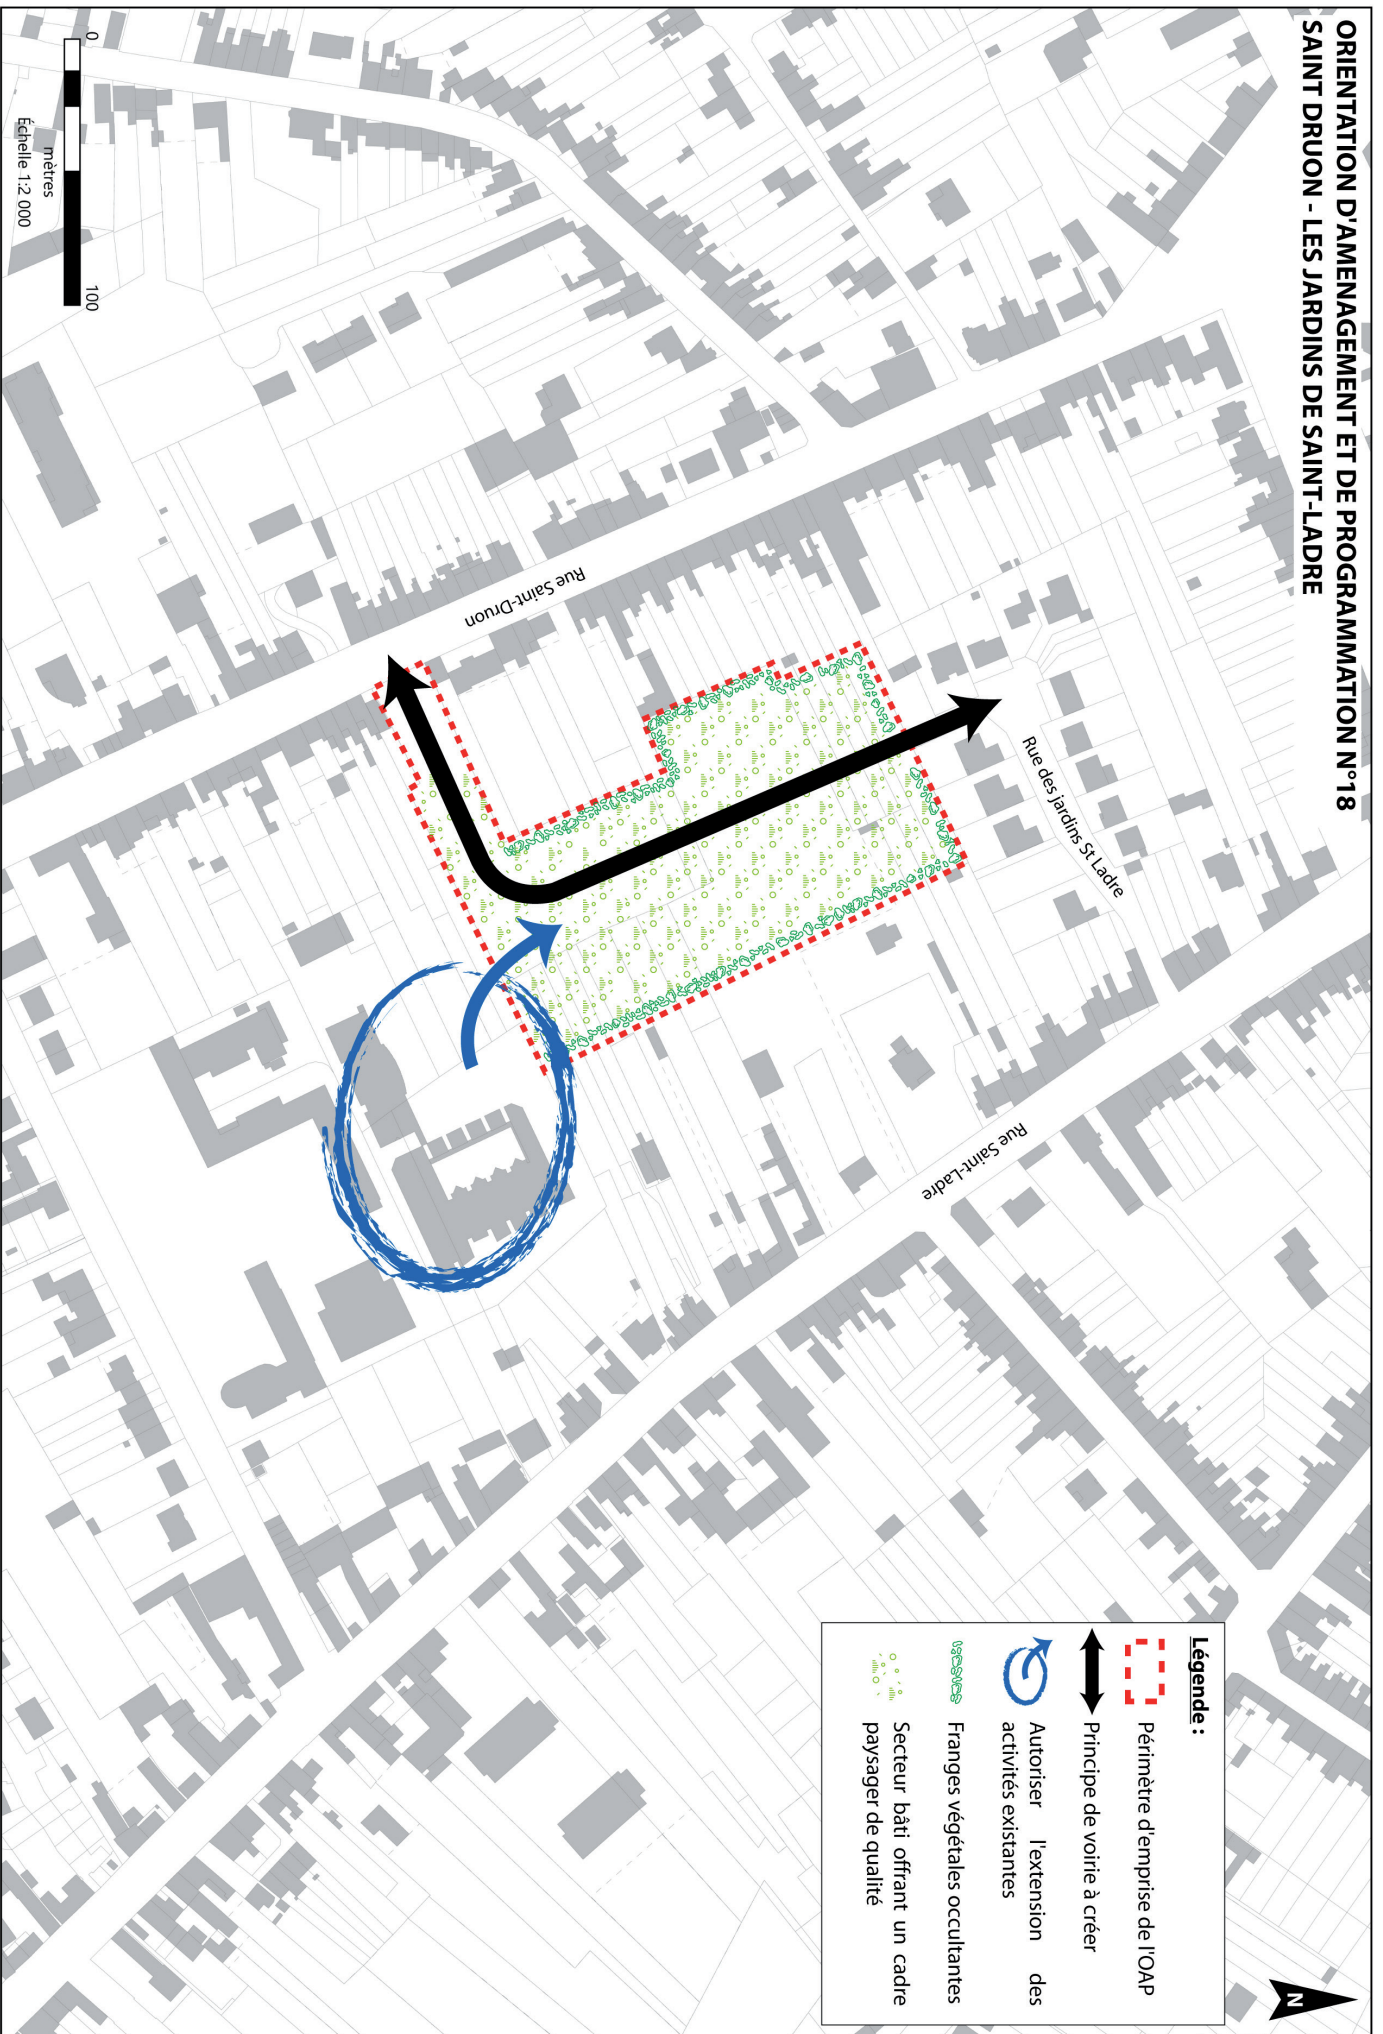 ORIENTATION D'AMENAGEMENT ET DE PROGRAMMATION N°18
SAINT DRUON - LES JARDINS DE SAINT-LADRE
Rue Saint-Druon
Rue des jardins St Ladre
Rue Saint-Ladre
0
100
mètres
Échelle 1:2 000
N
Légende :
Périmètre d'emprise de l'OAP
Principe de voirie à créer
Autoriser l'extension des
activités existantes
Franges végétales occultantes
Secteur bâti offrant un cadre
paysager de qualité